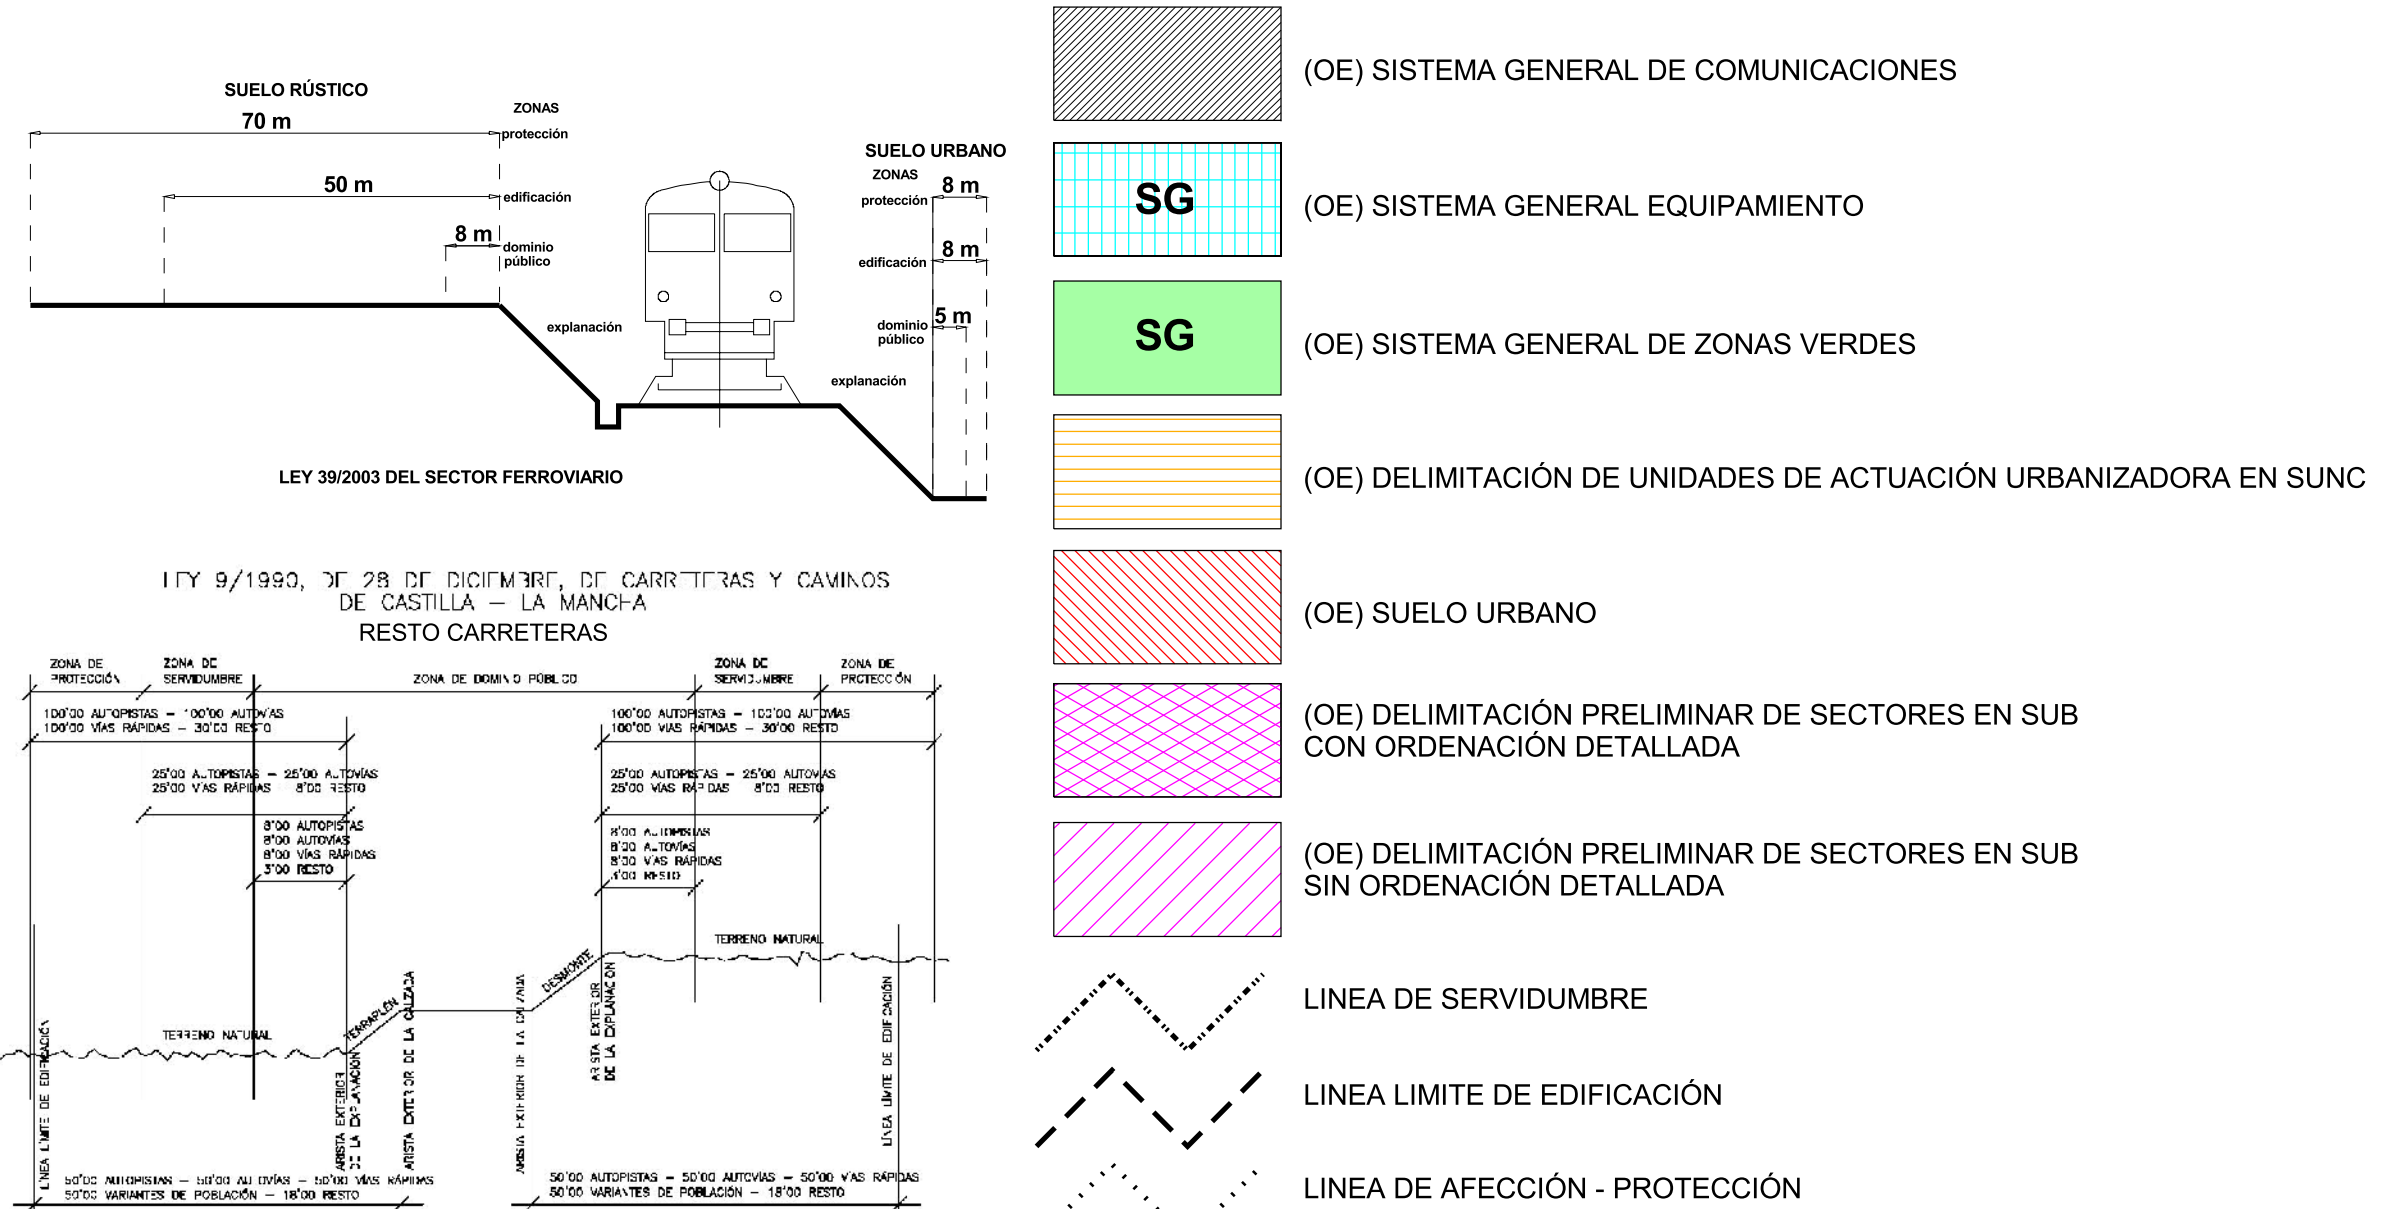 SUELO RÚSTICO
70 m
ZONAS
protección
50 m
edificación
8 m
dominio
público
explanación
SUELO URBANO
ZONAS
8 m
protección
8 m
edificación
5 m
dominio
público
explanación
LEY 39/2003 DEL SECTOR FERROVIARIO
LEY 9/1990, DE 28 DE DICIEMBRE, DE CARRETERAS Y CAMINOS
DE CASTILLA – LA MANCHA
RESTO CARRETERAS
ZONA DE
PROTECCIÓN
ZONA DE
SERVIDUMBRE
ZONA DE DOMINIO PÚBLICO
ZONA DE
SERVIDUMBRE
ZONA DE
PROTECCIÓN
100'00 AUTOPISTAS – 100'00 AUTOVÍAS
100'00 VÍAS RÁPIDAS – 30'00 RESTO
100'00 AUTOPISTAS – 100'00 AUTOVÍAS
100'00 VÍAS RÁPIDAS – 30'00 RESTO
25'00 AUTOPISTAS – 25'00 AUTOVÍAS
25'00 VÍAS RÁPIDAS 8'00 RESTO
25'00 AUTOPISTAS – 25'00 AUTOVÍAS
25'00 VÍAS RÁPIDAS 8'00 RESTO
8'00 AUTOPISTAS
8'00 AUTOVÍAS
8'00 VÍAS RÁPIDAS
3'00 RESTO
8'00 AUTOPISTAS
8'00 AUTOVÍAS
8'00 VÍAS RÁPIDAS
3'00 RESTO
TERRENO NATURAL
DESMONTE
TERRAPLÉN
TERRENO NATURAL
LÍNEA LÍMITE DE EDIFICACIÓN
ARISTA EXTERIOR
DE LA EXPLANACIÓN
ARISTA EXTERIOR DE LA CALZADA
ARISTA EXTERIOR DE LA CALZADA
ARISTA EXTERIOR
DE LA EXPLANACIÓN
LÍNEA LÍMITE DE EDIFICACIÓN
50'00 AUTOPISTAS – 50'00 AUTOVÍAS – 50'00 VÍAS RÁPIDAS
50'00 VARIANTES DE POBLACIÓN – 18'00 RESTO
50'00 AUTOPISTAS – 50'00 AUTOVÍAS – 50'00 VÍAS RÁPIDAS
50'00 VARIANTES DE POBLACIÓN – 18'00 RESTO
(OE) SISTEMA GENERAL DE COMUNICACIONES
SG
(OE) SISTEMA GENERAL EQUIPAMIENTO
SG
(OE) SISTEMA GENERAL DE ZONAS VERDES
(OE) DELIMITACIÓN DE UNIDADES DE ACTUACIÓN URBANIZADORA EN SUNC
(OE) SUELO URBANO
(OE) DELIMITACIÓN PRELIMINAR DE SECTORES EN SUB
CON ORDENACIÓN DETALLADA
(OE) DELIMITACIÓN PRELIMINAR DE SECTORES EN SUB
SIN ORDENACIÓN DETALLADA
LINEA DE SERVIDUMBRE
LINEA LIMITE DE EDIFICACIÓN
LINEA DE AFECCIÓN - PROTECCIÓN